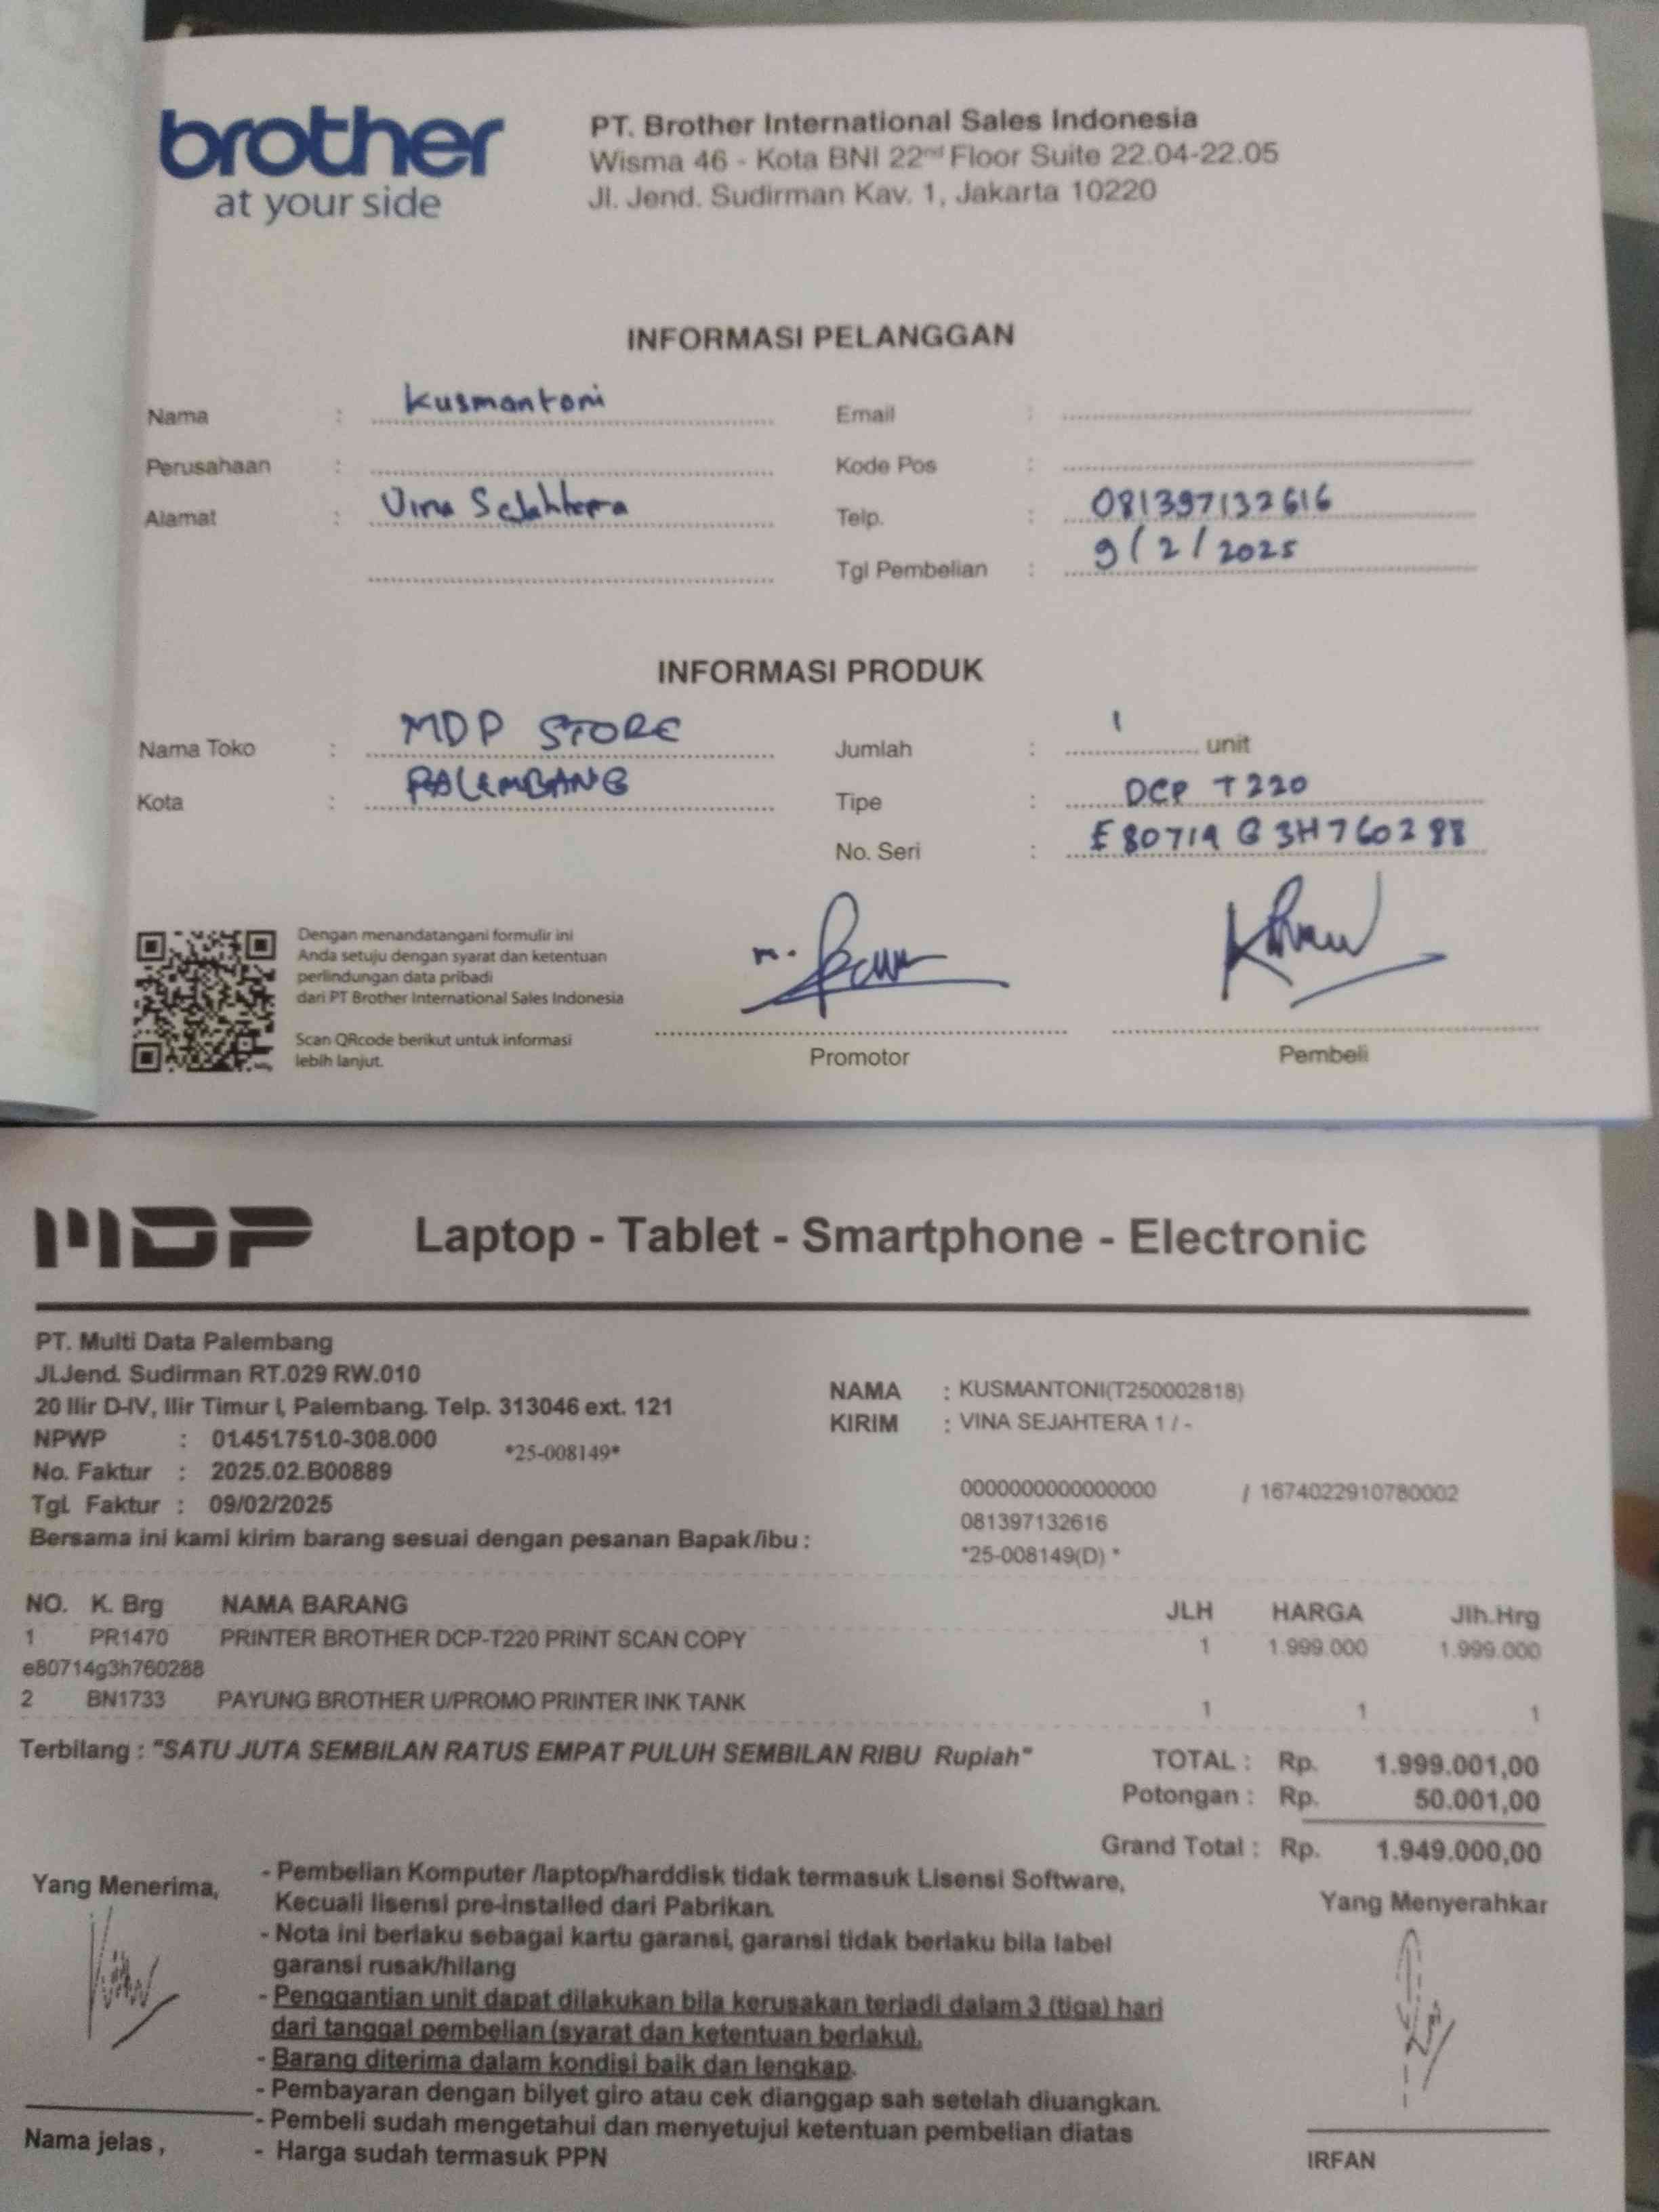 brother
at your side
PT. Brother International Sales Indonesia
Wisma 46 - Kota BNI 22nd Floor Suite 22.04-22.05
Jl. Jend. Sudirman Kav. 1, Jakarta 10220
INFORMASI PELANGGAN
Nama : Kusmantoni
Email :
Perusahaan :
Kode Pos :
Alamat : Vina Sejahtera
Telp. : 081397132616
Tgl Pembelian : 9/2/2025
INFORMASI PRODUK
Nama Toko : MDP STORE
Jumlah : 1 unit
Kota : PALEMBANG
Tipe : DCP T220
No. Seri : E80714G3H760288
Dengan menandatangani formulir ini
Anda setuju dengan syarat dan ketentuan
perlindungan data pribadi
dari PT Brother International Sales Indonesia
Scan QRcode berikut untuk informasi
lebih lanjut.
Promotor
Pembeli
MDP Laptop - Tablet - Smartphone - Electronic
PT. Multi Data Palembang
Jl.Jend. Sudirman RT.029 RW.010
20 Ilir D-IV, Ilir Timur I, Palembang. Telp. 313046 ext. 121
NPWP : 01.451.751.0-308.000
*25-008149*
No. Faktur : 2025.02.B00889
Tgl. Faktur : 09/02/2025
Bersama ini kami kirim barang sesuai dengan pesanan Bapak/ibu :
NAMA : KUSMANTONI(T250002818)
KIRIM : VINA SEJAHTERA 1 / -
0000000000000000 / 1674022910780002
081397132616
*25-008149(D) *
NO. K. Brg NAMA BARANG JLH HARGA Jlh.Hrg
1 PR1470 PRINTER BROTHER DCP-T220 PRINT SCAN COPY 1 1.999.000 1.999.000
e80714g3h760288
2 BN1733 PAYUNG BROTHER U/PROMO PRINTER INK TANK 1 1 1
Terbilang : "SATU JUTA SEMBILAN RATUS EMPAT PULUH SEMBILAN RIBU Rupiah"
TOTAL : Rp. 1.999.001,00
Potongan : Rp. 50.001,00
Grand Total : Rp. 1.949.000,00
Yang Menerima,
- Pembelian Komputer /laptop/harddisk tidak termasuk Lisensi Software,
Kecuali lisensi pre-installed dari Pabrikan.
- Nota ini berlaku sebagai kartu garansi, garansi tidak berlaku bila label
garansi rusak/hilang
- Penggantian unit dapat dilakukan bila kerusakan terjadi dalam 3 (tiga) hari
dari tanggal pembelian (syarat dan ketentuan berlaku).
- Barang diterima dalam kondisi baik dan lengkap.
- Pembayaran dengan bilyet giro atau cek dianggap sah setelah diuangkan.
- Pembeli sudah mengetahui dan menyetujui ketentuan pembelian diatas
- Harga sudah termasuk PPN
Nama jelas ,
Yang Menyerahkar
IRFAN